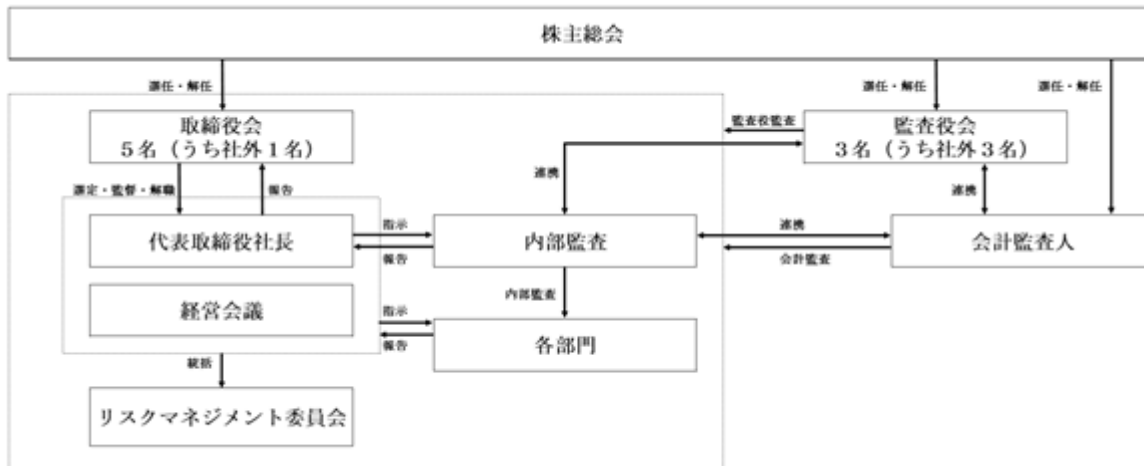 株主総会
選任・解任
選任・解任
選任・解任
取締役会
5名（うち社外1名）
監査役監査
監査役会
3名（うち社外3名）
連携
選定・監督・解職
報告
連携
代表取締役社長
指示
報告
内部監査
連携
会計監査
会計監査人
内部監査
経営会議
指示
報告
各部門
統括
リスクマネジメント委員会